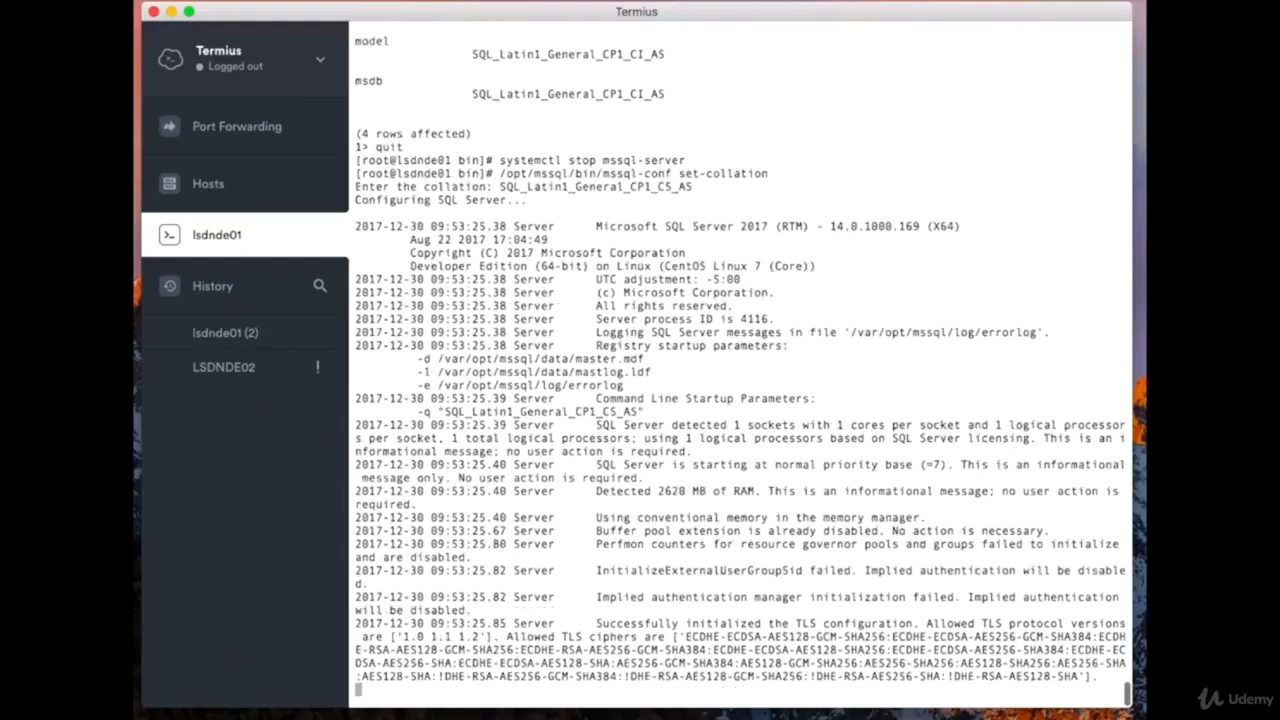 Termius
Termius
Logged out
Port Forwarding
Hosts
lsdnde01
History
lsdnde01 (2)
LSDNDE02 !
model
SQL_Latin1_General_CP1_CI_AS
msdb
SQL_Latin1_General_CP1_CI_AS
(4 rows affected)
1> quit
[root@lsdnde01 bin]# systemctl stop mssql-server
[root@lsdnde01 bin]# /opt/mssql/bin/mssql-conf set-collation
Enter the collation: SQL_Latin1_General_CP1_CS_AS
Configuring SQL Server...
2017-12-30 09:53:25.38 Server Microsoft SQL Server 2017 (RTM) - 14.0.1000.169 (X64)
Aug 22 2017 17:04:49
Copyright (C) 2017 Microsoft Corporation
Developer Edition (64-bit) on Linux (CentOS Linux 7 (Core))
2017-12-30 09:53:25.38 Server UTC adjustment: -5:00
2017-12-30 09:53:25.38 Server (c) Microsoft Corporation.
2017-12-30 09:53:25.38 Server All rights reserved.
2017-12-30 09:53:25.38 Server Server process ID is 4116.
2017-12-30 09:53:25.38 Server Logging SQL Server messages in file '/var/opt/mssql/log/errorlog'.
2017-12-30 09:53:25.38 Server Registry startup parameters:
-d /var/opt/mssql/data/master.mdf
-l /var/opt/mssql/data/mastlog.ldf
-e /var/opt/mssql/log/errorlog
2017-12-30 09:53:25.39 Server Command Line Startup Parameters:
-q "SQL_Latin1_General_CP1_CS_AS"
2017-12-30 09:53:25.39 Server SQL Server detected 1 sockets with 1 cores per socket and 1 logical processor
s per socket, 1 total logical processors; using 1 logical processors based on SQL Server licensing. This is an i
nformational message; no user action is required.
2017-12-30 09:53:25.40 Server SQL Server is starting at normal priority base (=7). This is an informational
message only. No user action is required.
2017-12-30 09:53:25.40 Server Detected 2628 MB of RAM. This is an informational message; no user action is
required.
2017-12-30 09:53:25.40 Server Using conventional memory in the memory manager.
2017-12-30 09:53:25.67 Server Buffer pool extension is already disabled. No action is necessary.
2017-12-30 09:53:25.80 Server Perfmon counters for resource governor pools and groups failed to initialize
and are disabled.
2017-12-30 09:53:25.82 Server InitializeExternalUserGroupSid failed. Implied authentication will be disable
d.
2017-12-30 09:53:25.82 Server Implied authentication manager initialization failed. Implied authentication
will be disabled.
2017-12-30 09:53:25.85 Server Successfully initialized the TLS configuration. Allowed TLS protocol versions
are ['1.0 1.1 1.2']. Allowed TLS ciphers are ['ECDHE-ECDSA-AES128-GCM-SHA256:ECDHE-ECDSA-AES256-GCM-SHA384:ECDH
E-RSA-AES128-GCM-SHA256:ECDHE-RSA-AES256-GCM-SHA384:ECDHE-ECDSA-AES128-SHA256:ECDHE-ECDSA-AES256-SHA384:ECDHE-EC
DSA-AES256-SHA:ECDHE-ECDSA-AES128-SHA:AES128-GCM-SHA256:AES256-SHA256:AES128-SHA256:AES256-SHA
:AES128-SHA:!DHE-RSA-AES256-GCM-SHA384:!DHE-RSA-AES128-GCM-SHA256:!DHE-RSA-AES256-SHA:!DHE-RSA-AES128-SHA'].
Udemy